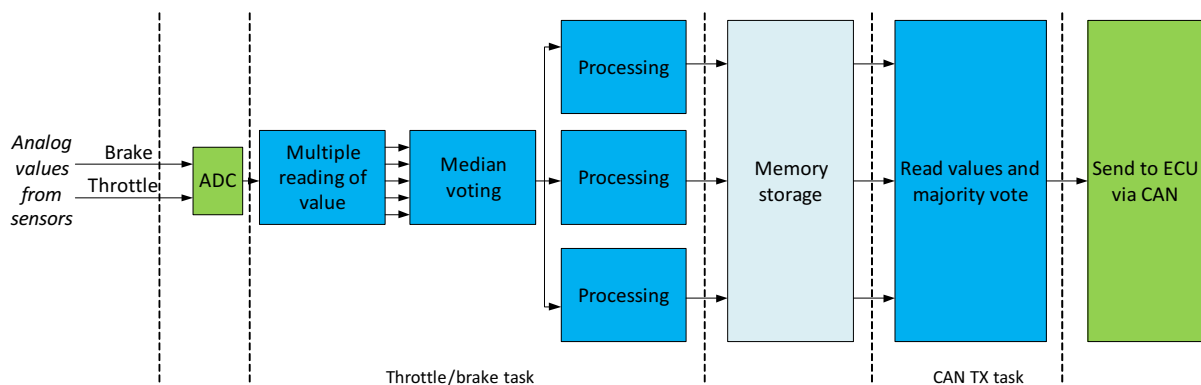 Analog
values
from
sensors
Brake
Throttle
ADC
Multiple
reading of
value
Median
voting
Processing
Processing
Processing
Memory
storage
Read values and
majority vote
Send to ECU
via CAN
Throttle/brake task
CAN TX task